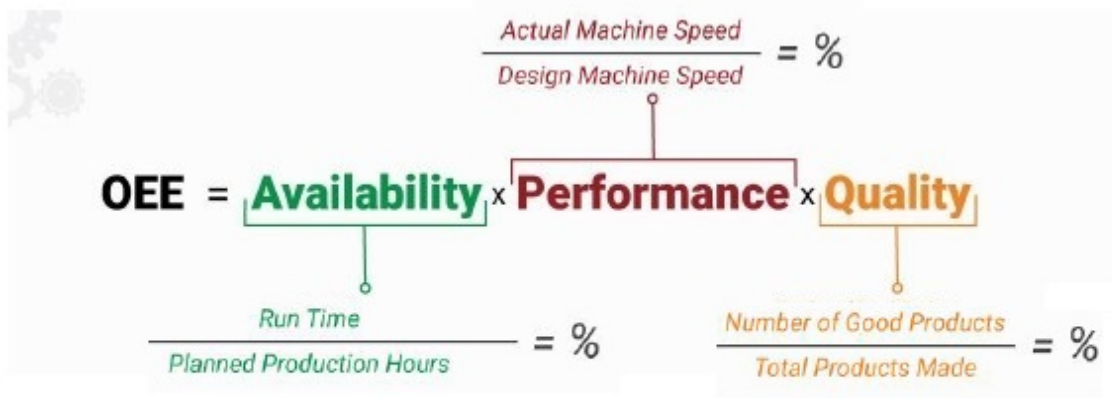 Actual Machine Speed
Design Machine Speed
= %
OEE = Availability x Performance x Quality
Run Time
Planned Production Hours
= %
Number of Good Products
Total Products Made
= %